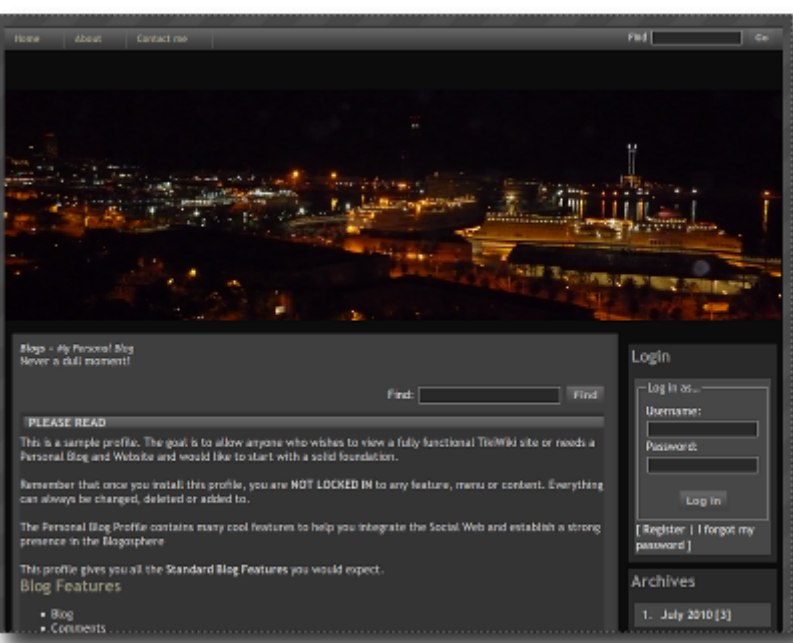 Home About Contact me Find Go
Blogs - My Personal Blog
Never a dull moment!
Find: Find
PLEASE READ
This is a sample profile. The goal is to allow anyone who wishes to view a fully functional TikiWiki site or needs a
Personal Blog and Website and would like to start with a solid foundation.
Remember that once you install this profile, you are NOT LOCKED IN to any feature, menu or content. Everything
can always be changed, deleted or added to.
The Personal Blog Profile contains many cool features to help you integrate the Social Web and establish a strong
presence in the Blogosphere
This profile gives you all the Standard Blog Features you would expect.
Blog Features
• Blog
• Comments
Login
Log in as...
Username:
Password:
Log in
[ Register | I forgot my
password ]
Archives
1. July 2010 [3]